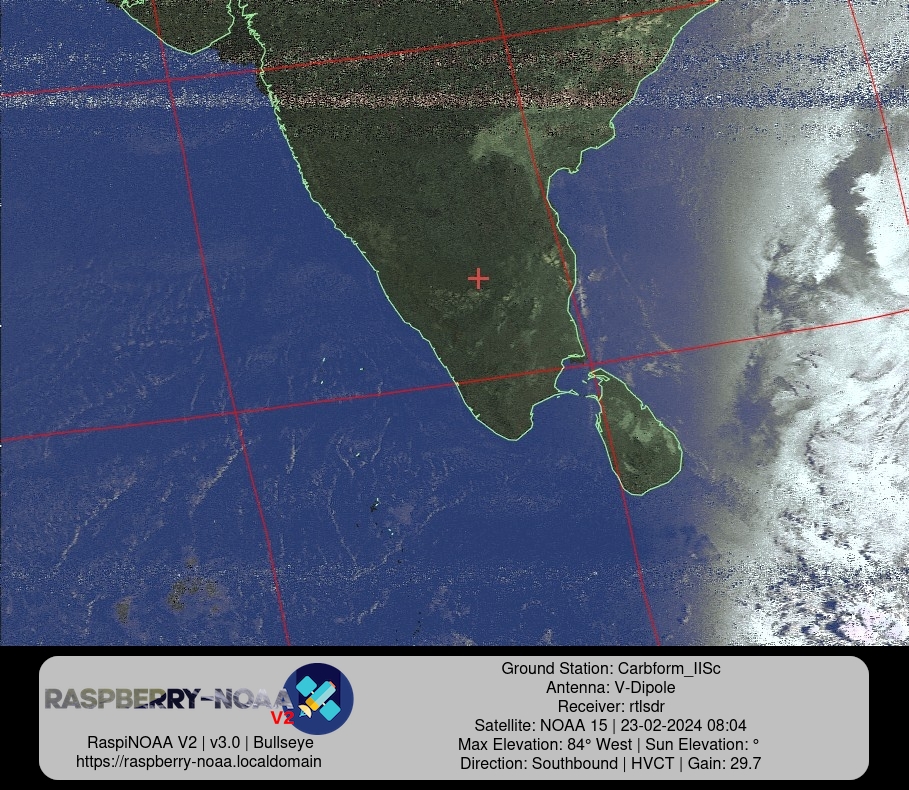 RASPBERRY-NOAA
V2
RaspiNOAA V2 | v3.0 | Bullseye
https://raspberry-noaa.localdomain
Ground Station: Carbform_IISc
Antenna: V-Dipole
Receiver: rtlsdr
Satellite: NOAA 15 | 23-02-2024 08:04
Max Elevation: 84° West | Sun Elevation: °
Direction: Southbound | HVCT | Gain: 29.7